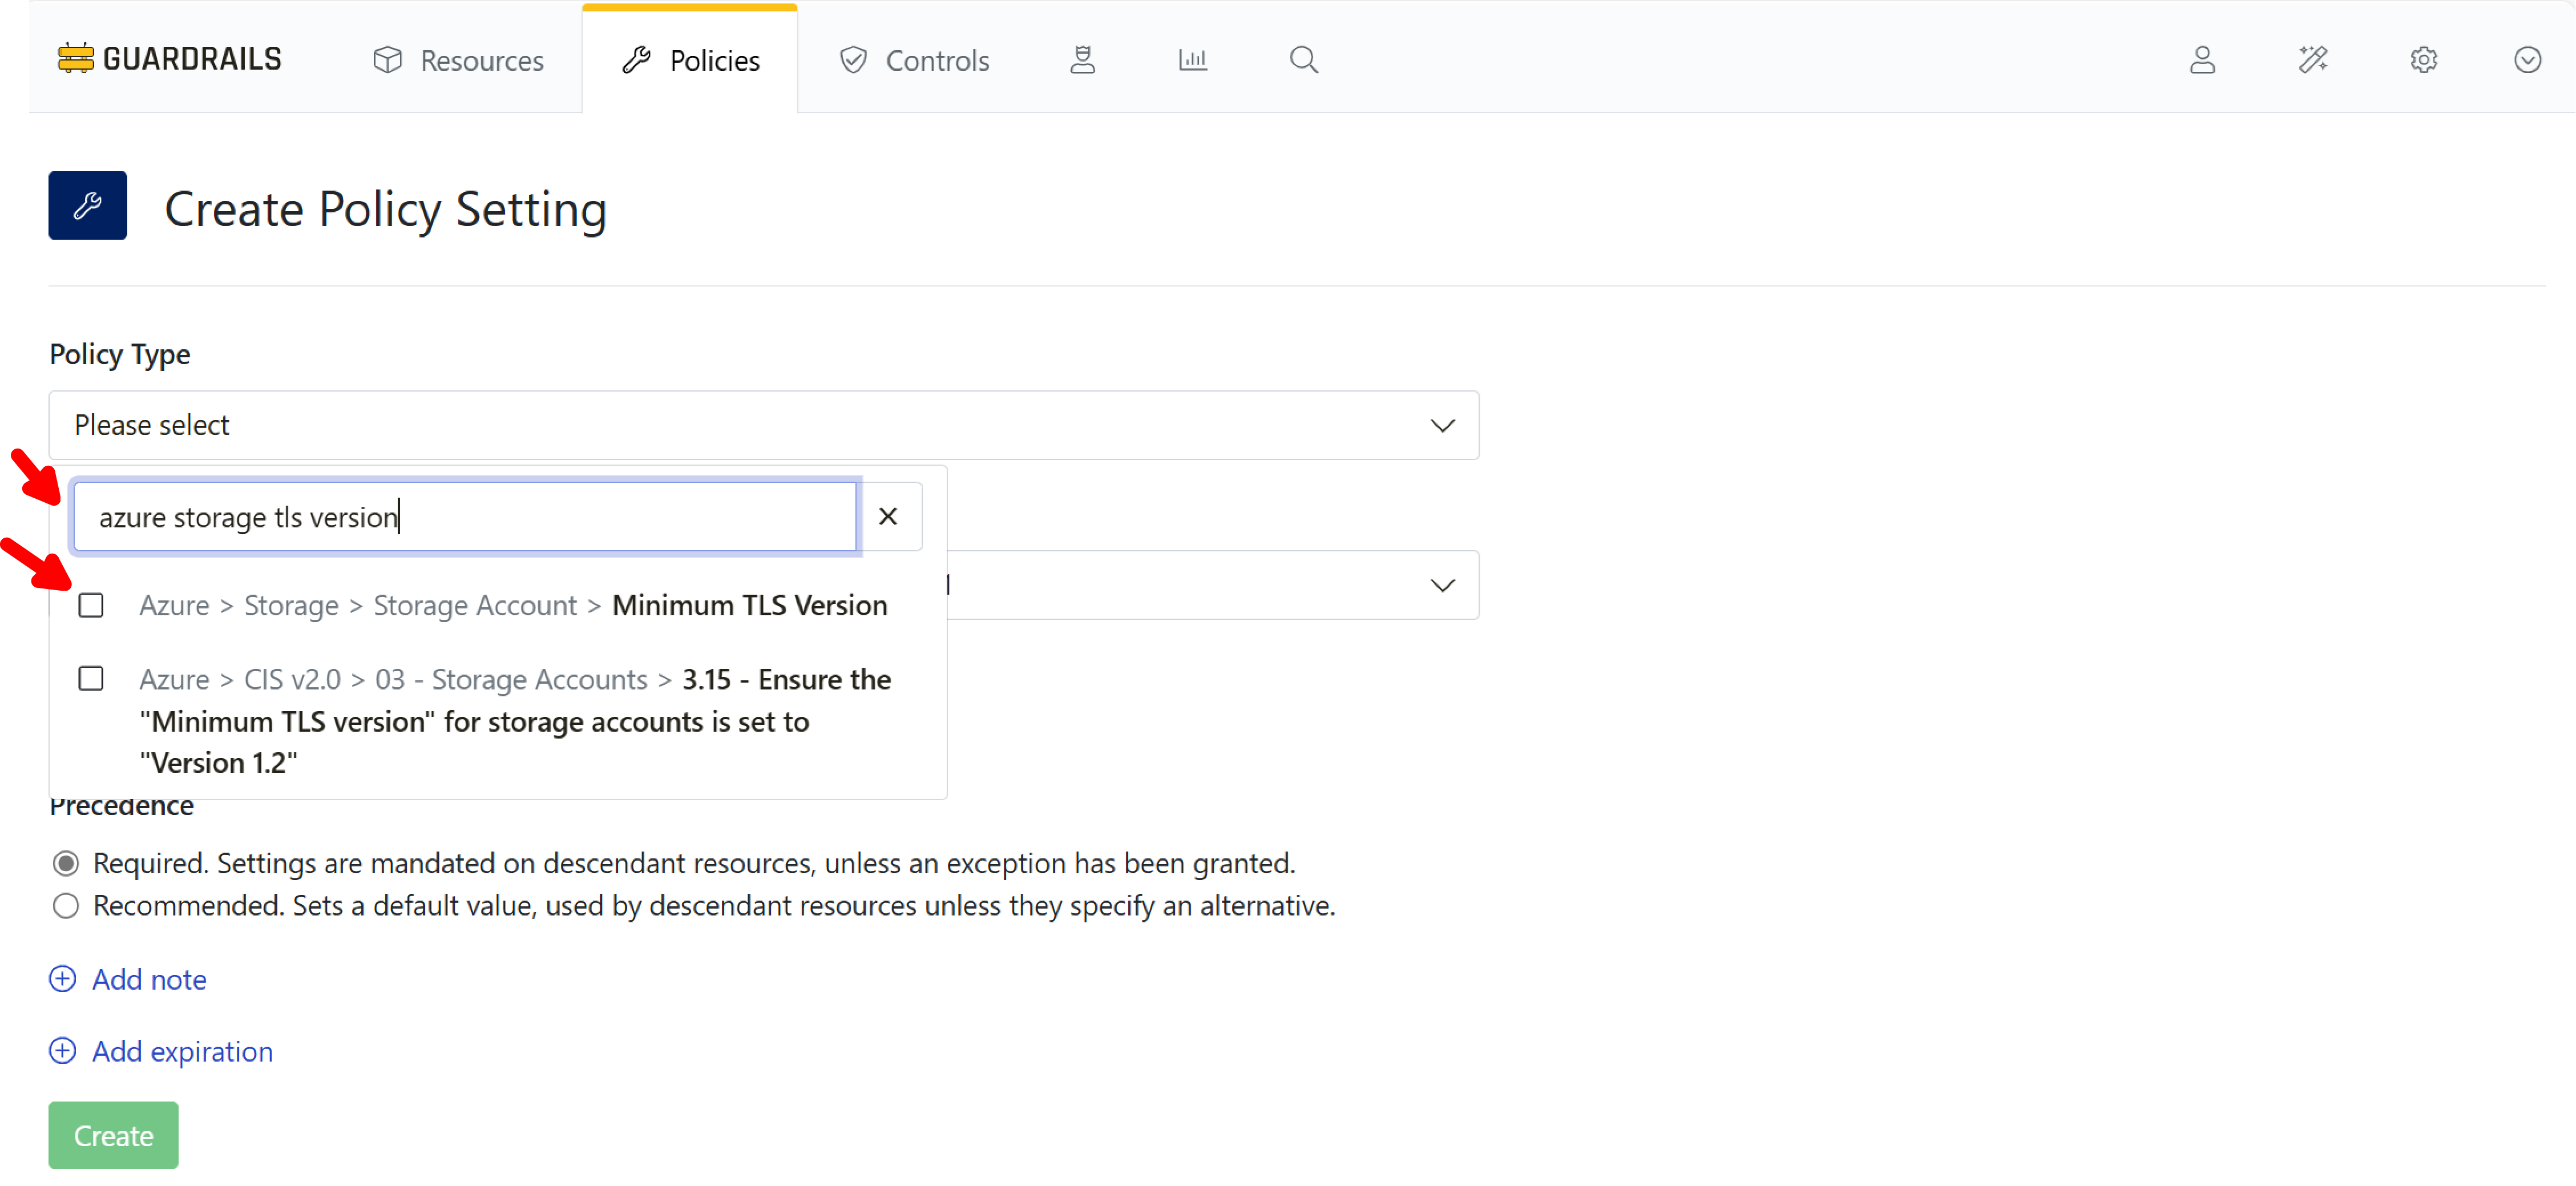 GUARDRAILS
Resources
Policies
Controls
Create Policy Setting
Policy Type
Please select
azure storage tls version
Azure > Storage > Storage Account > Minimum TLS Version
Azure > CIS v2.0 > 03 - Storage Accounts > 3.15 - Ensure the
"Minimum TLS version" for storage accounts is set to
"Version 1.2"
Precedence
Required. Settings are mandated on descendant resources, unless an exception has been granted.
Recommended. Sets a default value, used by descendant resources unless they specify an alternative.
Add note
Add expiration
Create